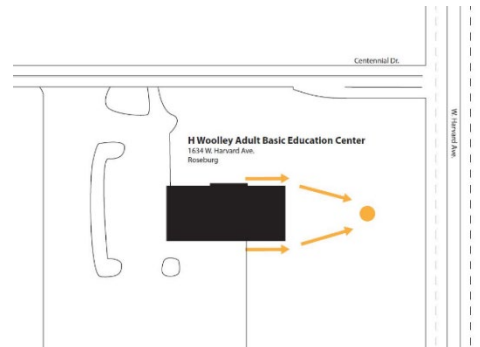 Centennial Dr.
W. Harvard Ave.
H Woolley Adult Basic Education Center
1634 W. Harvard Ave.
Roseburg